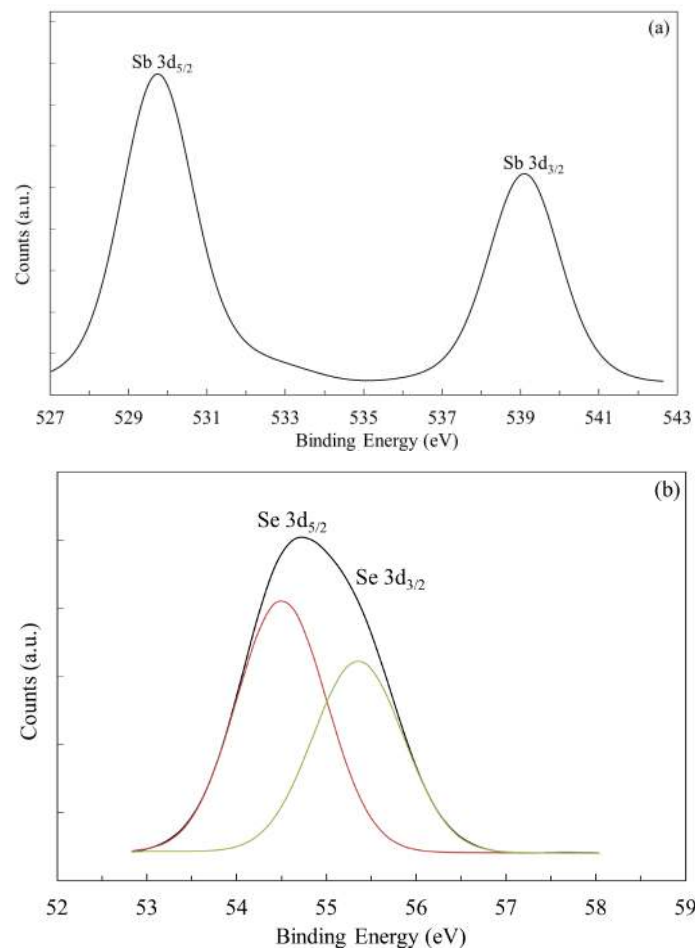 (a)
Sb 3d5/2
Sb 3d3/2
Counts (a.u.)
527 529 531 533 535 537 539 541 543
Binding Energy (eV)
(b)
Se 3d5/2
Se 3d3/2
Counts (a.u.)
52 53 54 55 56 57 58 59
Binding Energy (eV)